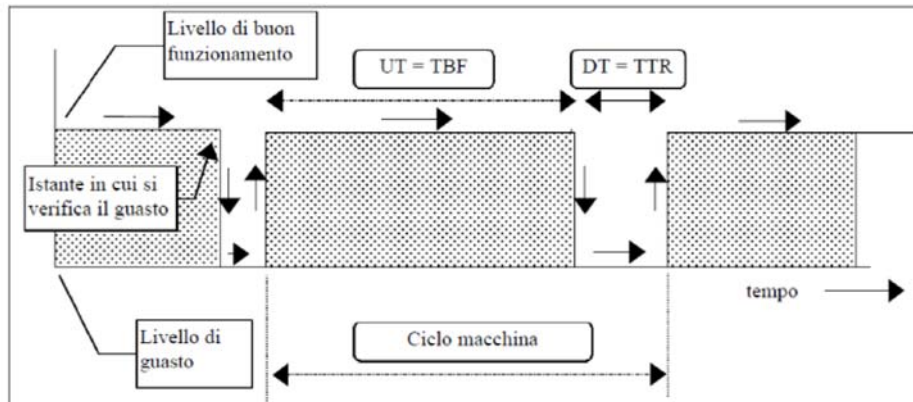 Livello di buon
funzionamento
UT = TBF
DT = TTR
Istante in cui si
verifica il guasto
tempo
Livello di
guasto
Ciclo macchina